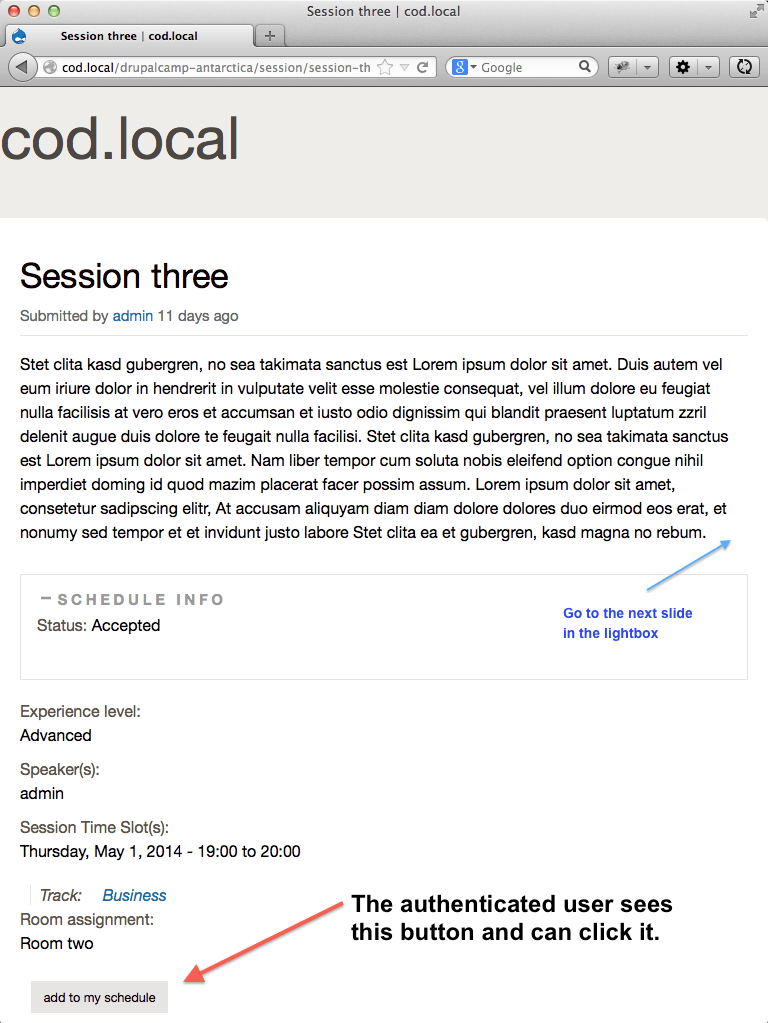 Session three | cod.local
Session three | cod.local
cod.local/drupalcamp-antarctica/session/session-th
Google
cod.local
Session three
Submitted by admin 11 days ago
Stet clita kasd gubergren, no sea takimata sanctus est Lorem ipsum dolor sit amet. Duis autem vel
eum iriure dolor in hendrerit in vulputate velit esse molestie consequat, vel illum dolore eu feugiat
nulla facilisis at vero eros et accumsan et iusto odio dignissim qui blandit praesent luptatum zzril
delenit augue duis dolore te feugait nulla facilisi. Stet clita kasd gubergren, no sea takimata sanctus
est Lorem ipsum dolor sit amet. Nam liber tempor cum soluta nobis eleifend option congue nihil
imperdiet doming id quod mazim placerat facer possim assum. Lorem ipsum dolor sit amet,
consetetur sadipscing elitr, At accusam aliquyam diam diam dolore dolores duo eirmod eos erat, et
nonumy sed tempor et et invidunt justo labore Stet clita ea et gubergren, kasd magna no rebum.
SCHEDULE INFO
Status: Accepted
Go to the next slide
in the lightbox
Experience level:
Advanced
Speaker(s):
admin
Session Time Slot(s):
Thursday, May 1, 2014 - 19:00 to 20:00
Track: Business
Room assignment:
Room two
The authenticated user sees
this button and can click it.
add to my schedule